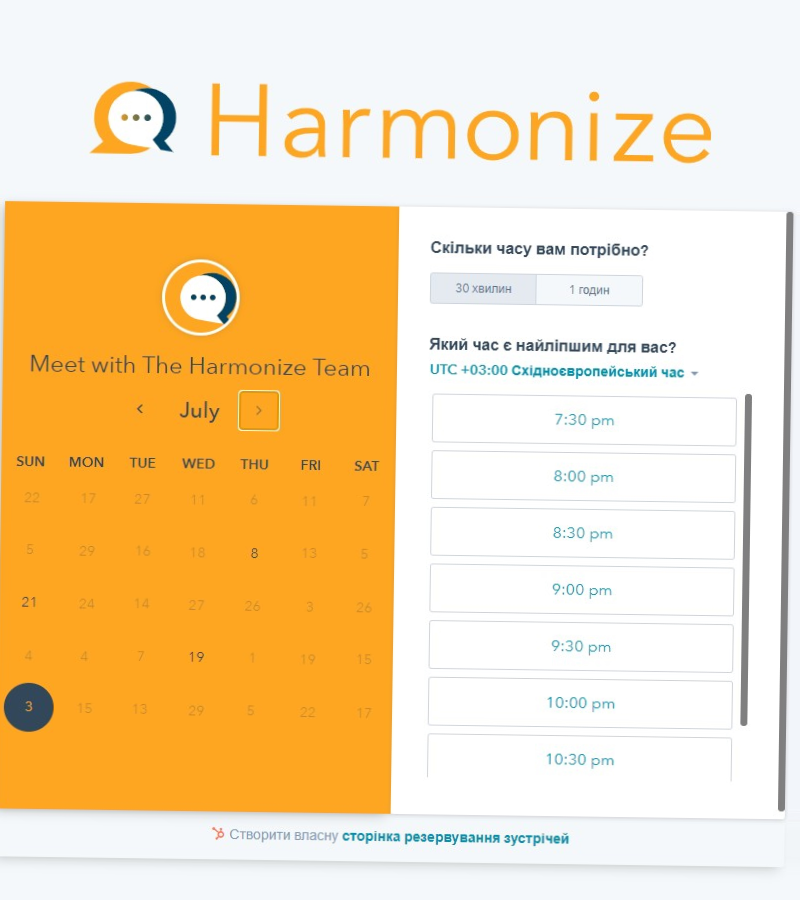 Harmonize
Meet with The Harmonize Team
July
SUN MON TUE WED THU FRI SAT
22 17 27 11 6 11 7
5 29 16 18 8 13 5
21 24 14 27 26 3 26
4 4 7 19 1 19 15
3 15 13 29 5 22 17
Скільки часу вам потрібно?
30 хвилин 1 годин
Який час є найліпшим для вас?
UTC +03:00 Східноєвропейський час
7:30 pm
8:00 pm
8:30 pm
9:00 pm
9:30 pm
10:00 pm
10:30 pm
Створити власну сторінка резервування зустрічей